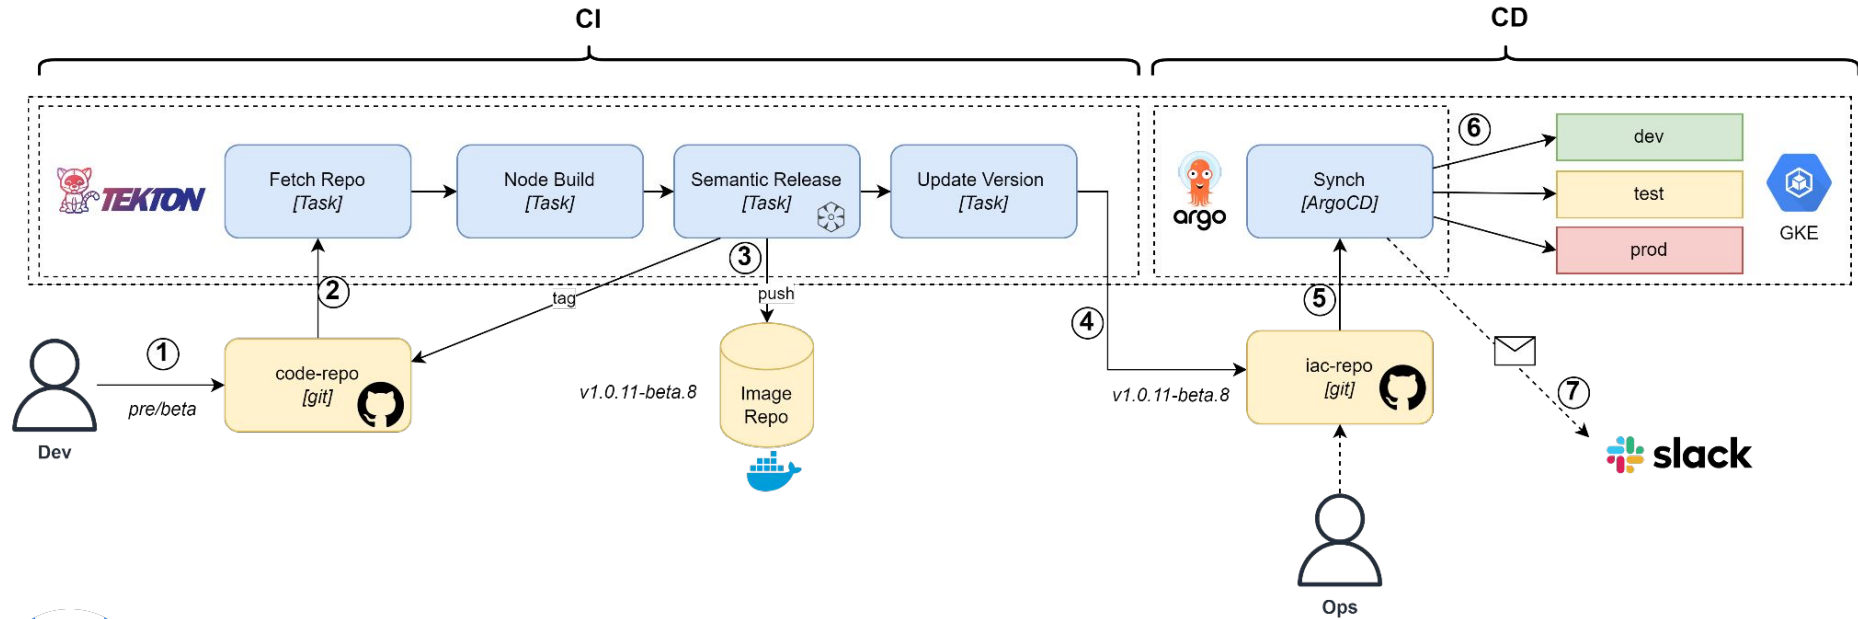 CI
CD
TEKTON
Fetch Repo
[Task]
Node Build
[Task]
Semantic Release
[Task]
Update Version
[Task]
argo
Synch
[ArgoCD]
6
dev
test
prod
GKE
2
3
tag
push
4
5
1
pre/beta
Dev
code-repo
[git]
v1.0.11-beta.8
Image
Repo
v1.0.11-beta.8
iac-repo
[git]
7
slack
Ops